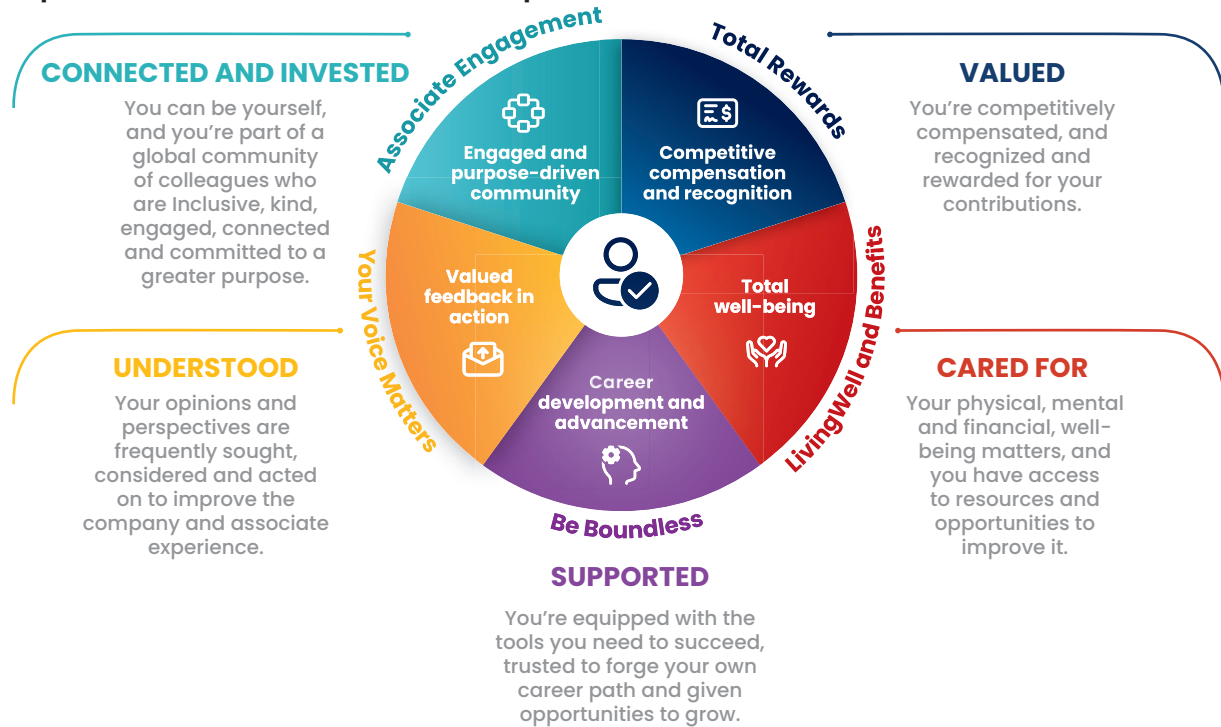 Associate Engagement
Total Rewards
CONNECTED AND INVESTED
You can be yourself,
and you’re part of a
global community
of colleagues who
are Inclusive, kind,
engaged, connected
and committed to a
greater purpose.
Engaged and
purpose-driven
community
$
Competitive
compensation
and recognition
VALUED
You’re competitively
compensated, and
recognized and
rewarded for your
contributions.
Your Voice Matters
Valued
feedback in
action
Total
well-being
LivingWell and Benefits
UNDERSTOOD
Your opinions and
perspectives are
frequently sought,
considered and acted
on to improve the
company and associate
experience.
Career
development and
advancement
CARED FOR
Your physical, mental
and financial, well-
being matters, and
you have access
to resources and
opportunities to
improve it.
Be Boundless
SUPPORTED
You’re equipped with the
tools you need to succeed,
trusted to forge your own
career path and given
opportunities to grow.